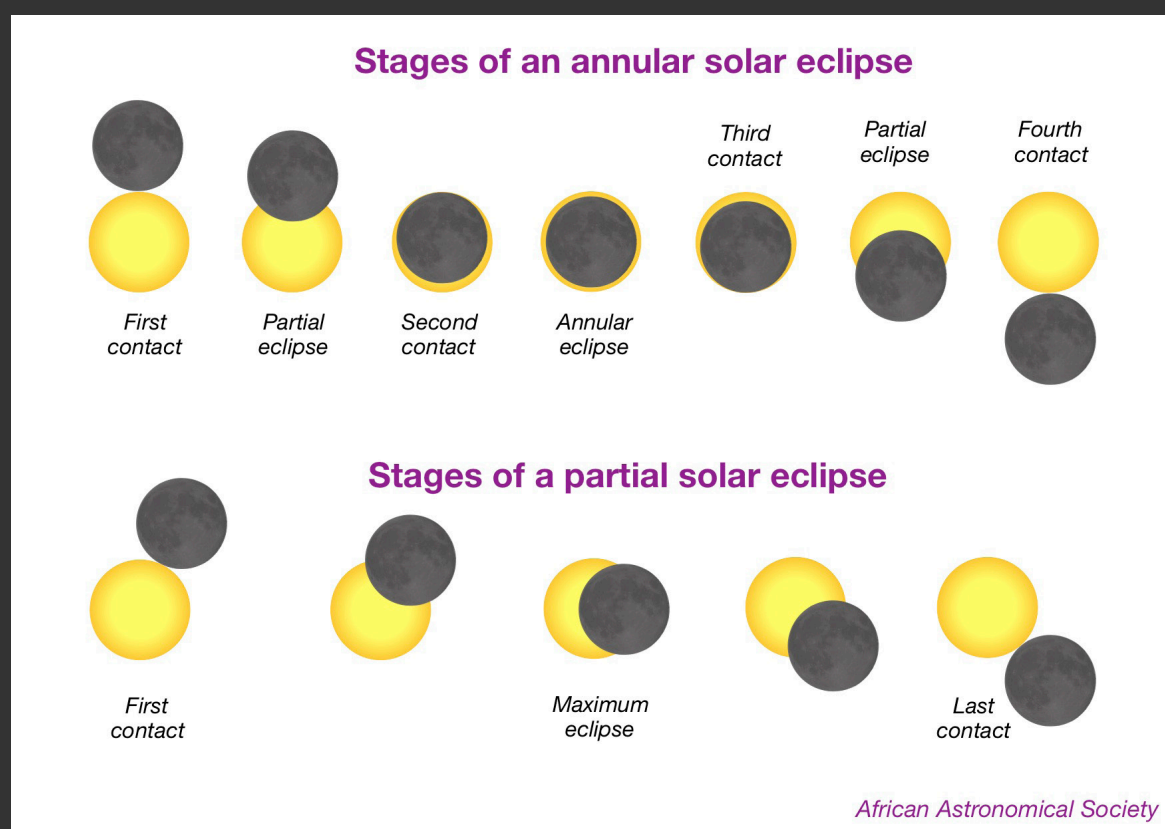 Stages of an annular solar eclipse
First
contact
Partial
eclipse
Second
contact
Annular
eclipse
Third
contact
Partial
eclipse
Fourth
contact
Stages of a partial solar eclipse
First
contact
Maximum
eclipse
Last
contact
African Astronomical Society